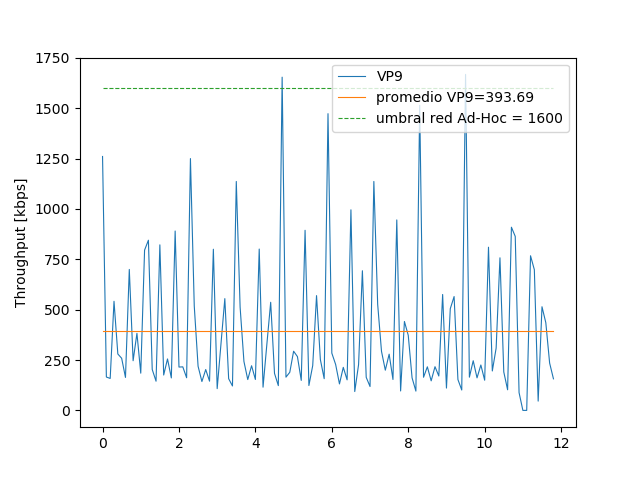 1750
1500
1250
1000
750
500
250
0
Throughput [kbps]
VP9
promedio VP9=393.69
umbral red Ad-Hoc = 1600
0 2 4 6 8 10 12